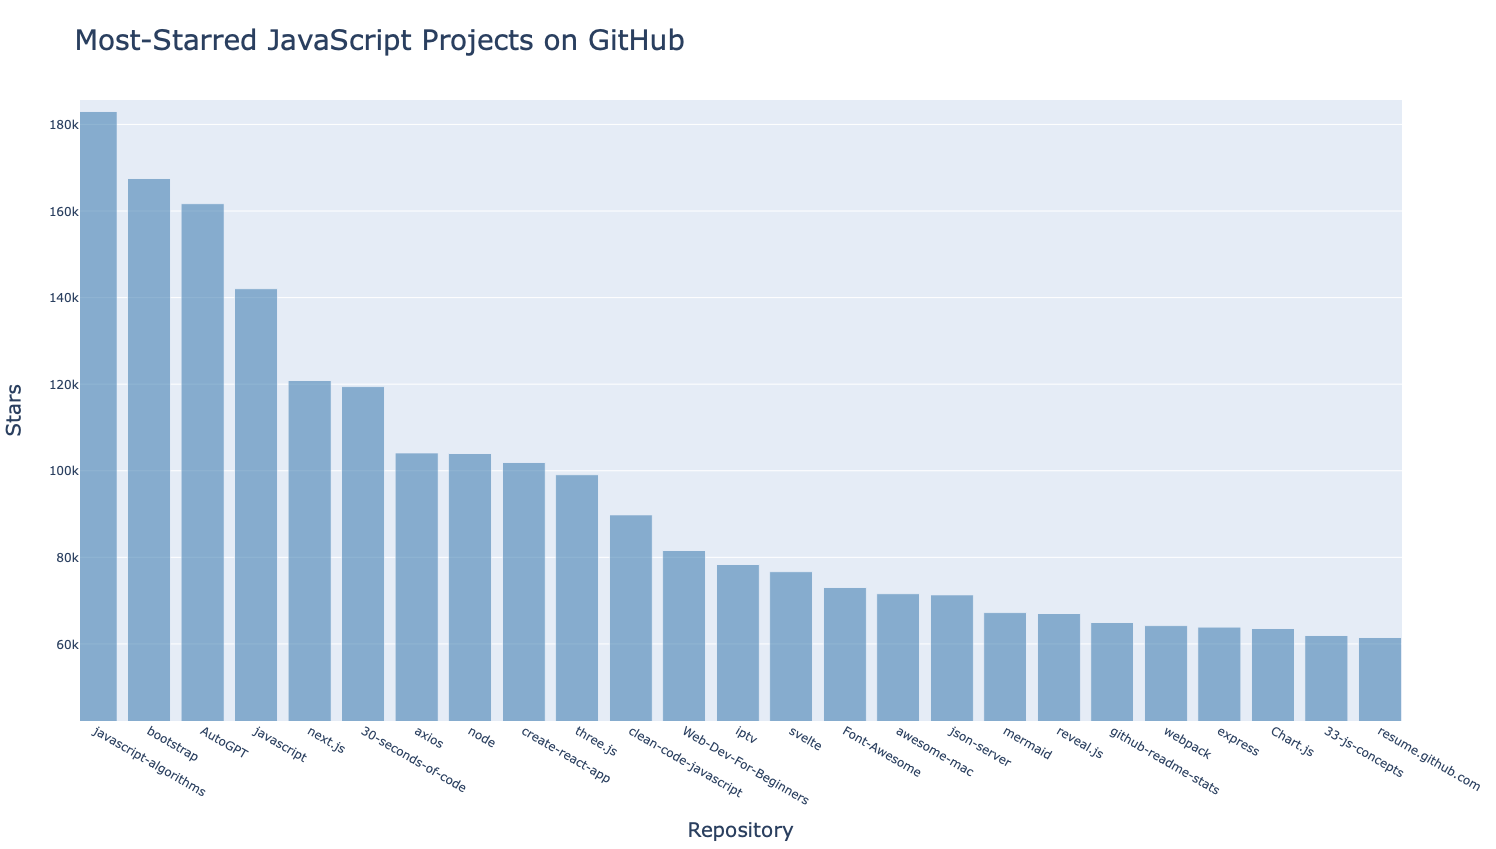 Most-Starred JavaScript Projects on GitHub
180k
160k
140k
120k
100k
80k
60k
Stars
javascript-algorithms
bootstrap
AutoGPT
javascript
next.js
30-seconds-of-code
axios
node
create-react-app
three.js
clean-code-javascript
Web-Dev-For-Beginners
iptv
svelte
Font-Awesome
awesome-mac
json-server
mermaid
reveal.js
github-readme-stats
webpack
express
Chart.js
33-js-concepts
resume.github.com
Repository